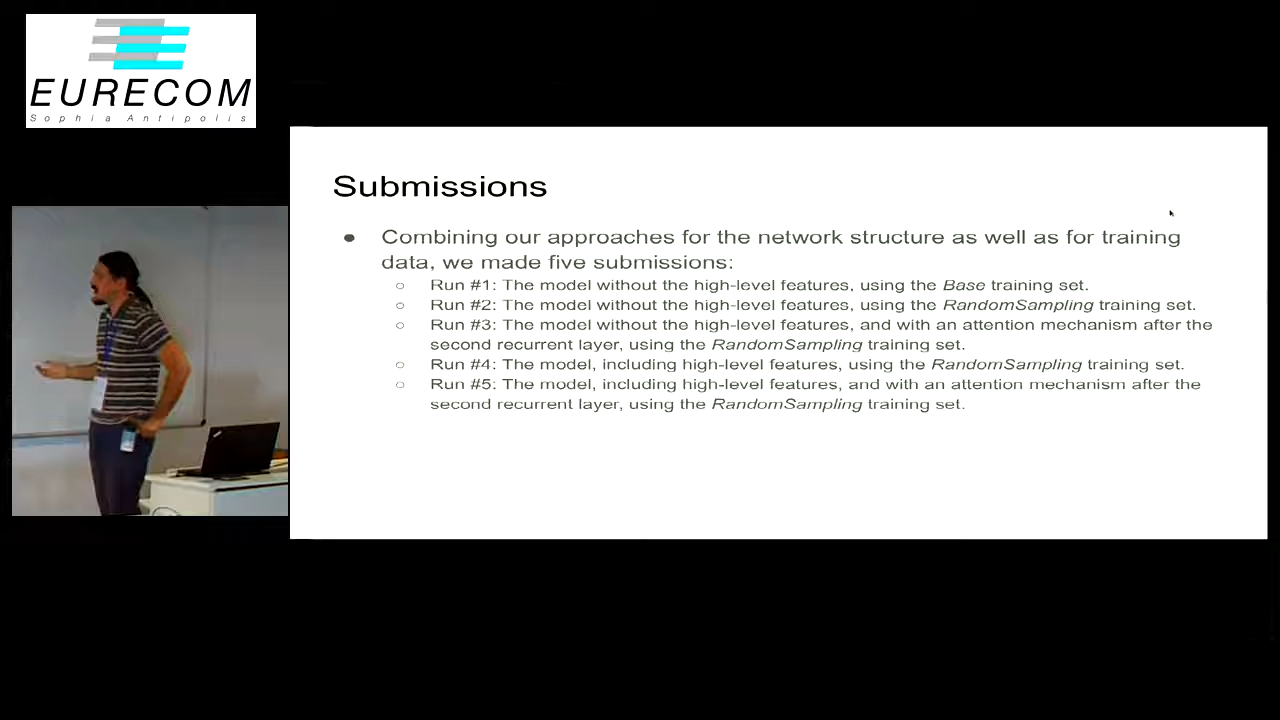 EURECOM
Sophia Antipolis
Submissions
● Combining our approaches for the network structure as well as for training
data, we made five submissions:
○ Run #1: The model without the high-level features, using the Base training set.
○ Run #2: The model without the high-level features, using the RandomSampling training set.
○ Run #3: The model without the high-level features, and with an attention mechanism after the
second recurrent layer, using the RandomSampling training set.
○ Run #4: The model, including high-level features, using the RandomSampling training set.
○ Run #5: The model, including high-level features, and with an attention mechanism after the
second recurrent layer, using the RandomSampling training set.